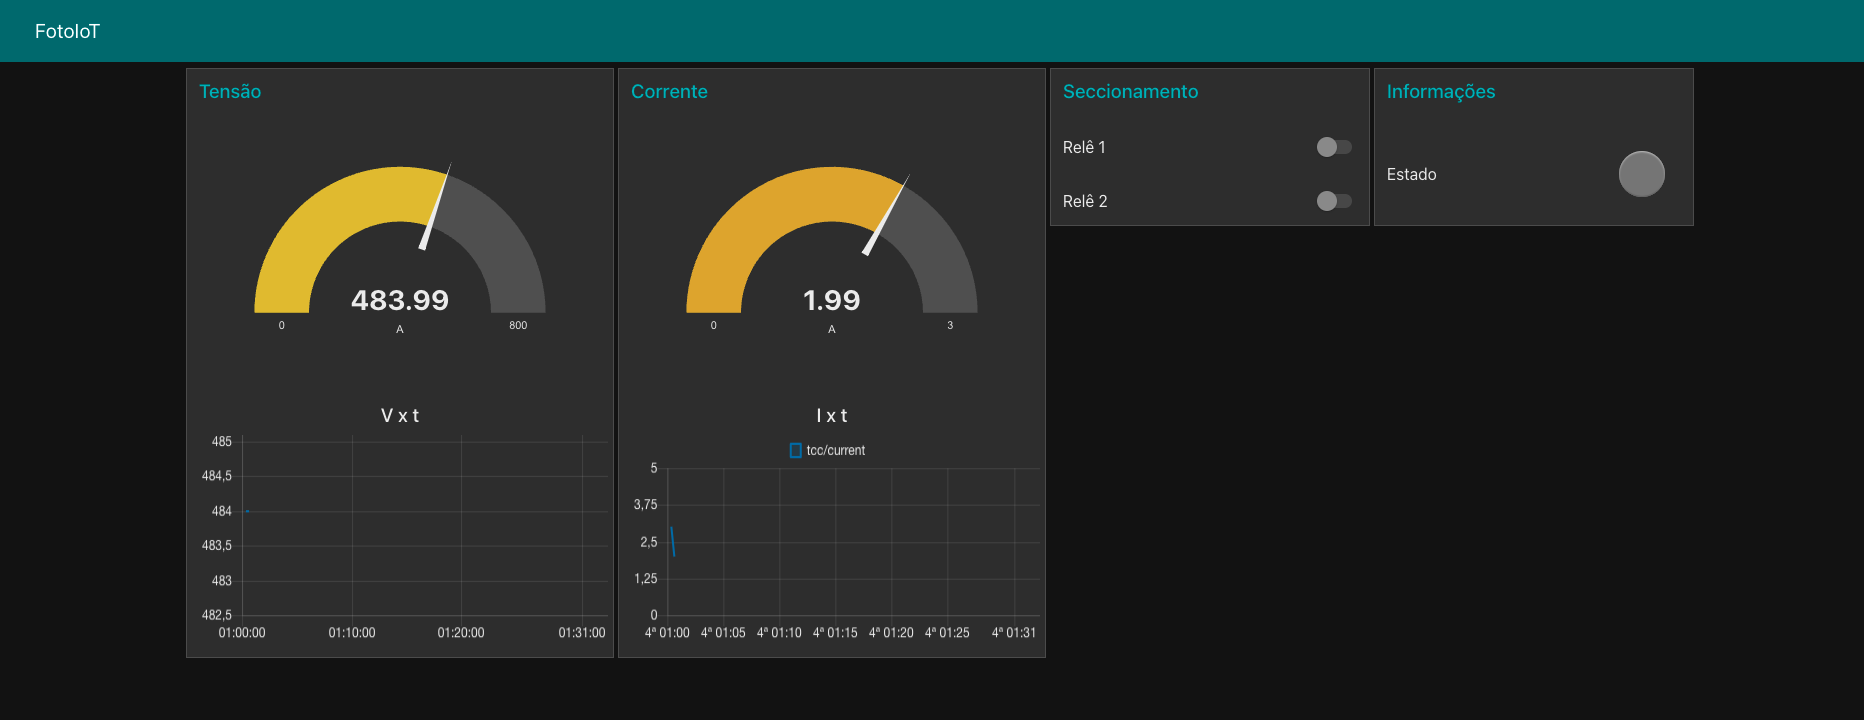 FotoIoT
Tensão
483.99
0
A
800
V x t
485
484,5
484
483,5
483
482,5
01:00:00 01:10:00 01:20:00 01:31:00
Corrente
1.99
0
A
3
I x t
tcc/current
5
3,75
2,5
1,25
0
4ª 01:00 4ª 01:05 4ª 01:10 4ª 01:15 4ª 01:20 4ª 01:25 4ª 01:31
Seccionamento
Relê 1
Relê 2
Informações
Estado